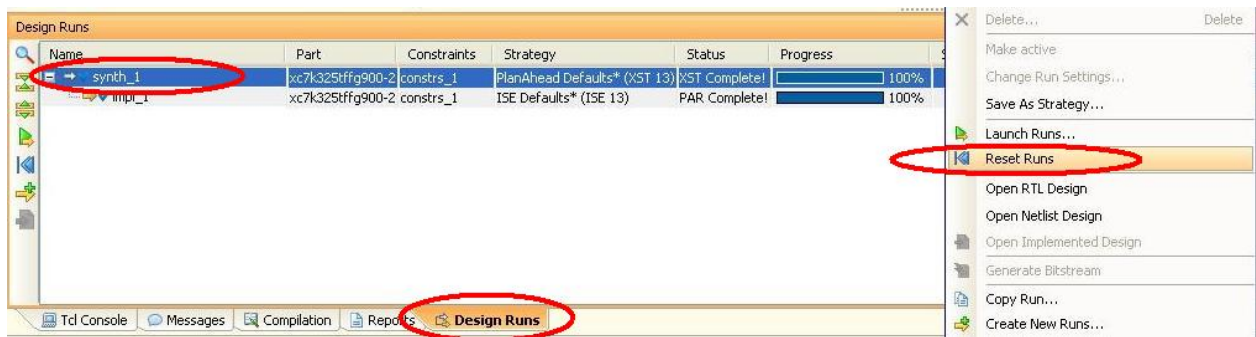 Design Runs
Name Part Constraints Strategy Status Progress
synth_1 xc7k325tffg900-2 constrs_1 PlanAhead Defaults* (XST 13) XST Complete! 100%
impl_1 xc7k325tffg900-2 constrs_1 ISE Defaults* (ISE 13) PAR Complete! 100%
Tcl Console Messages Compilation Reports Design Runs
Delete... Delete
Make active
Change Run Settings...
Save As Strategy...
Launch Runs...
Reset Runs
Open RTL Design
Open Netlist Design
Open Implemented Design
Generate Bitstream
Copy Run...
Create New Runs...